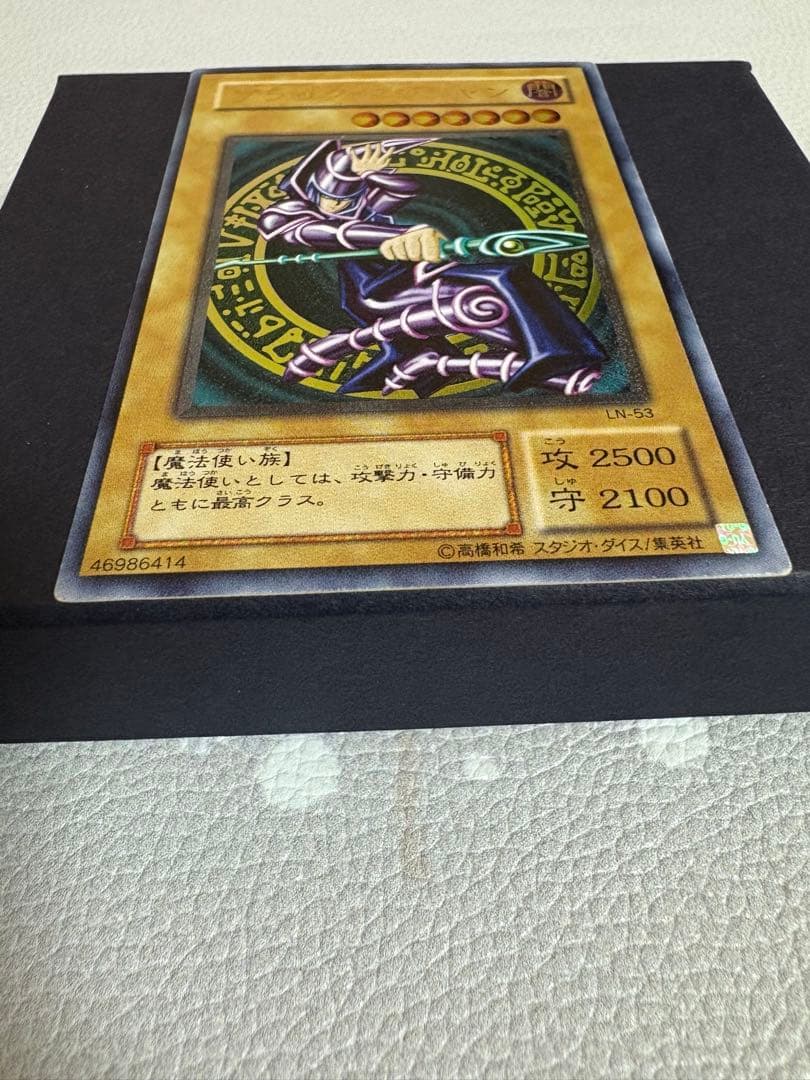 闇
LN-53
【魔法使い族】
魔法使いとしては、攻撃力・守備力
ともに最高クラス。
攻 2500
守 2100
46986414
©高橋和希 スタジオ・ダイス/集英社